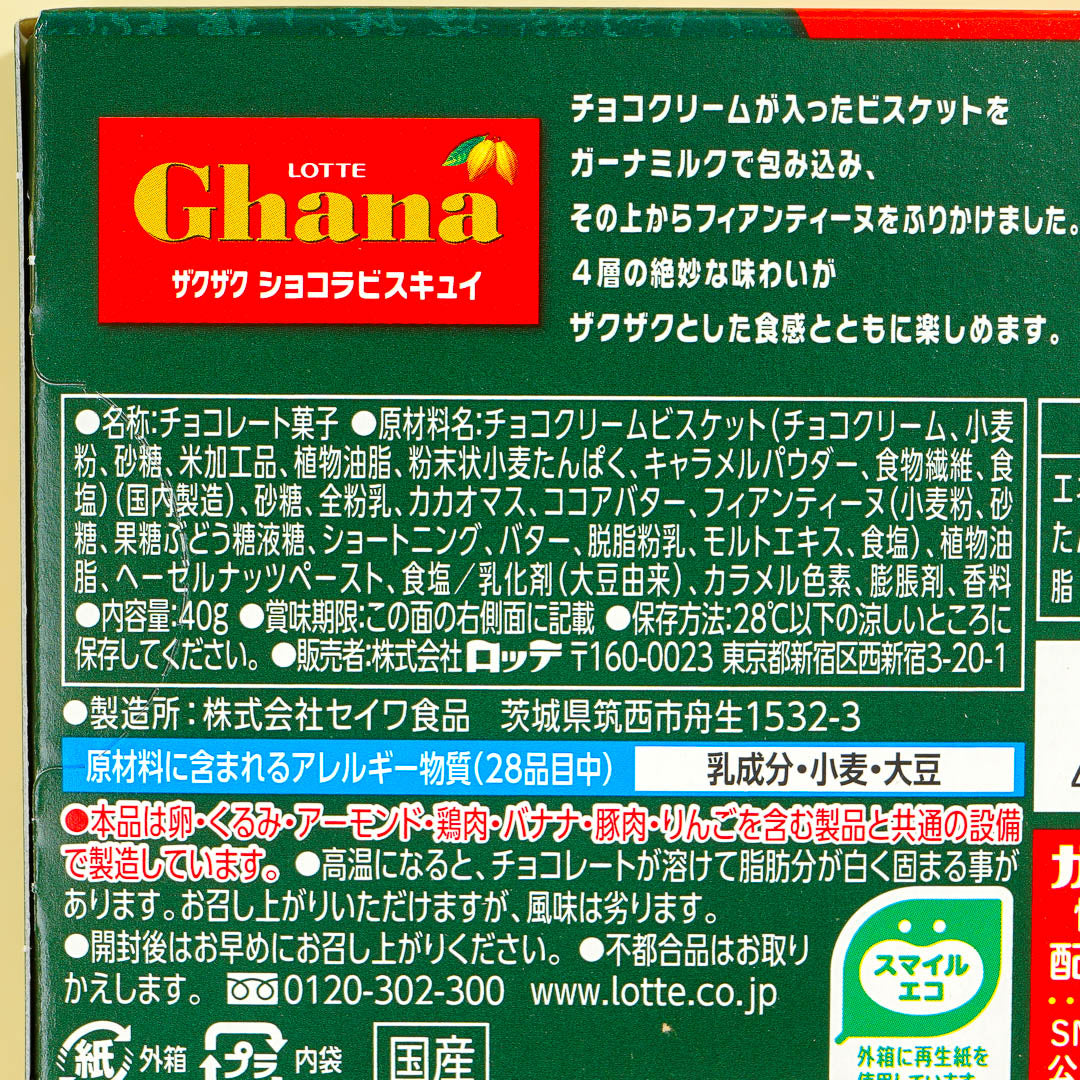 LOTTE
Ghana
ザクザク ショコラビスキュイ
チョコクリームが入ったビスケットを
ガーナミルクで包み込み、
その上からフィアンティーヌをふりかけました。
4層の絶妙な味わいが
ザクザクとした食感とともに楽しめます。
●名称:チョコレート菓子 ●原材料名:チョコクリームビスケット(チョコクリーム、小麦
粉、砂糖、米加工品、植物油脂、粉末状小麦たんぱく、キャラメルパウダー、食物繊維、食
塩)(国内製造)、砂糖、全粉乳、カカオマス、ココアバター、フィアンティーヌ(小麦粉、砂
糖、果糖ぶどう糖液糖、ショートニング、バター、脱脂粉乳、モルトエキス、食塩)、植物油
脂、ヘーゼルナッツペースト、食塩/乳化剤(大豆由来)、カラメル色素、膨脹剤、香料
●内容量:40g ●賞味期限:この面の右側面に記載 ●保存方法:28℃以下の涼しいところに
保存してください。 ●販売者:株式会社ロッテ 〒160-0023 東京都新宿区西新宿3-20-1
●製造所:株式会社セイワ食品 茨城県筑西市舟生1532-3
原材料に含まれるアレルギー物質(28品目中) 乳成分・小麦・大豆
●本品は卵・くるみ・アーモンド・鶏肉・バナナ・豚肉・りんごを含む製品と共通の設備
で製造しています。 ●高温になると、チョコレートが溶けて脂肪分が白く固まる事が
あります。お召し上がりいただけますが、風味は劣ります。
●開封後はお早めにお召し上がりください。 ●不都合品はお取り
かえします。 0120-302-300 www.lotte.co.jp
紙 外箱 プラ 内袋 国産
スマイル
エコ
外箱に再生紙を
使用しています
エ
た
脂
配
SM
公